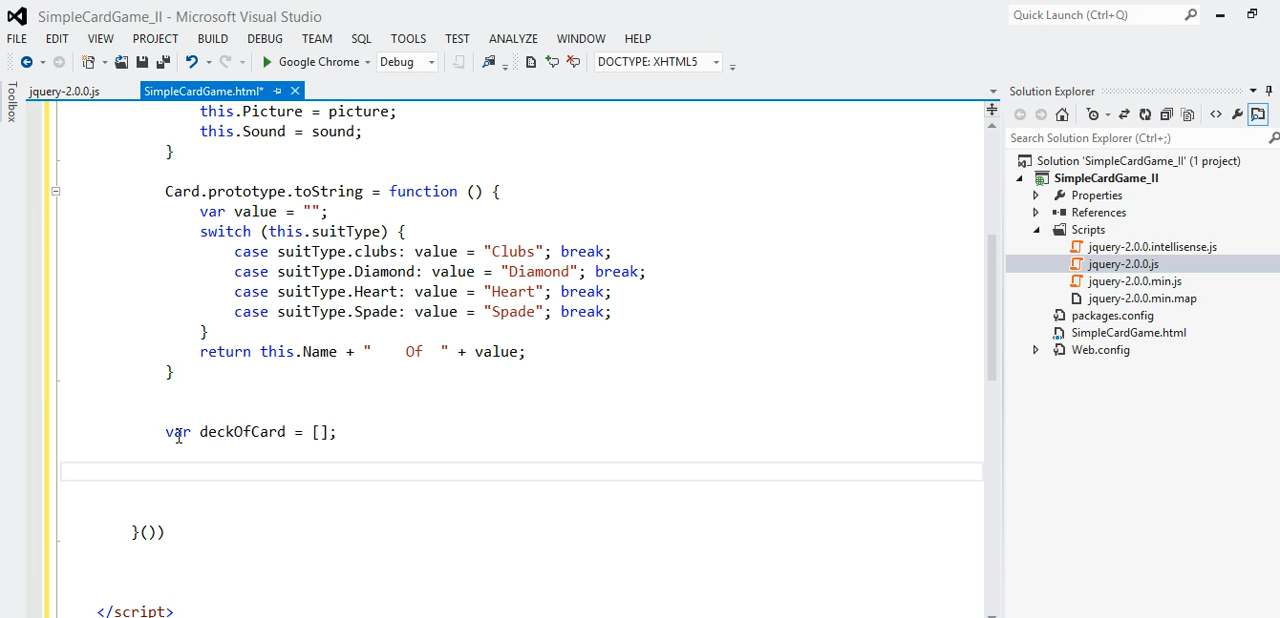 SimpleCardGame_II - Microsoft Visual Studio
Quick Launch (Ctrl+Q)
FILE EDIT VIEW PROJECT BUILD DEBUG TEAM SQL TOOLS TEST ANALYZE WINDOW HELP
Google Chrome Debug DOCTYPE: XHTML5
Toolbox
jquery-2.0.0.js SimpleCardGame.html*
this.Picture = picture;
this.Sound = sound;
}
Card.prototype.toString = function () {
var value = "";
switch (this.suitType) {
case suitType.clubs: value = "Clubs"; break;
case suitType.Diamond: value = "Diamond"; break;
case suitType.Heart: value = "Heart"; break;
case suitType.Spade: value = "Spade"; break;
}
return this.Name + "    Of  " + value;
}
var deckOfCard = [];
}())
</script>
Solution Explorer
Search Solution Explorer (Ctrl+;)
Solution 'SimpleCardGame_II' (1 project)
SimpleCardGame_II
Properties
References
Scripts
jquery-2.0.0.intellisense.js
jquery-2.0.0.js
jquery-2.0.0.min.js
jquery-2.0.0.min.map
packages.config
SimpleCardGame.html
Web.config